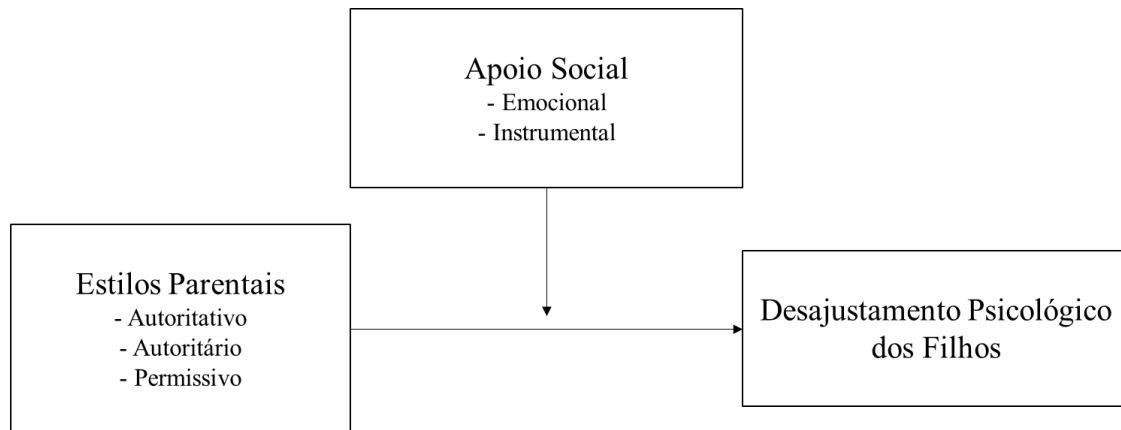 Apoio Social
- Emocional
- Instrumental
Estilos Parentais
- Autoritativo
- Autoritário
- Permissivo
Desajustamento Psicológico
dos Filhos